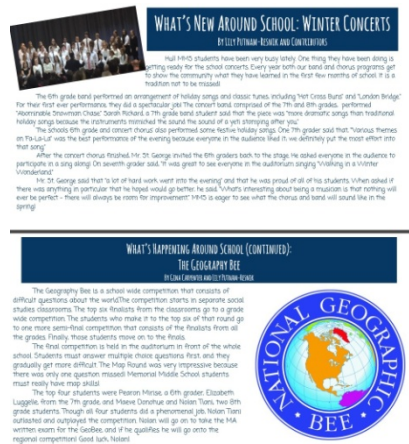 WHAT'S NEW AROUND SCHOOL: WINTER CONCERTS
BY LILY PUTNAM-RESNIK AND CONTRIBUTORS
Hull MMS students have been very busy lately. One thing they have been doing is
getting ready for the school concerts. Every year both our band and chorus programs get
to show the community what they have learned in the first few months of school. It is a
tradition not to be missed!
The 6th grade band performed an arrangement of holiday songs and classic tunes, including "Hot Cross Buns" and "London Bridge."
For their first ever performance, they did a spectacular job! The concert band, comprised of the 7th and 8th grades, performed
"Abominable Snowman Chase." Sarah Richard, a 7th grade band student said that the piece was "more dramatic songs than traditional
holiday songs because the instruments mimicked the sound the sound of a yeti stomping after you."
The schools 6th grade and concert chorus also performed some festive holiday songs. One 7th grader said that, "Various themes
on 'Fa-La-La' was the best performance of the evening because everyone in the audience liked it; we definitely put the most effort into
that song."
After the concert chorus finished, Mr. St. George invited the 6th graders back to the stage. He asked everyone in the audience to
participate in a sing along! On seventh grader said, "it was great to see everyone in the auditorium singing 'Walking in a Winter
Wonderland.'"
Mr. St. George said that "a lot of hard work went into the evening" and that he was proud of all of his students. When asked if
there was anything in particular that he hoped would go better, he said, "What's interesting about being a musician is that nothing will
ever be perfect - there will always be room for improvement." MMS is eager to see what the chorus and band will sound like in the
spring!
WHAT'S HAPPENING AROUND SCHOOL (CONTINUED):
THE GEOGRAPHY BEE
BY GINA CARPENTER AND LILY PUTNAM-RESNIK
The Geography Bee is a school wide competition that consists of
difficult questions about the world. The competition starts in separate social
studies classrooms. The top six finalists from the classrooms go to a grade
wide competition. The students who make it to the top six of that round go
to one more semi-final competition that consists of the finalists from all
the grades. Finally, those students move on to the finals.
The final competition is held in the auditorium in front of the whole
school. Students must answer multiple choice questions first, and they
gradually get more difficult. The Map Round was very impressive because
there was only one question missed! Memorial Middle School students
must really have map skills!
The top four students were Pearson Minse, a 6th grader, Elizabeth
Luggelle, from the 7th grade, and Maeve Donohue and Nolan Tiani, two 8th
grade students. Though all four students did a phenomenal job, Nolan Tiani
outlasted and outplayed the competition. Nolan will go on to take the MA
written exam for the GeoBee, and if he qualifies he will go onto the
regional competition! Good luck, Nolan!
NATIONAL GEOGRAPHIC
BEE